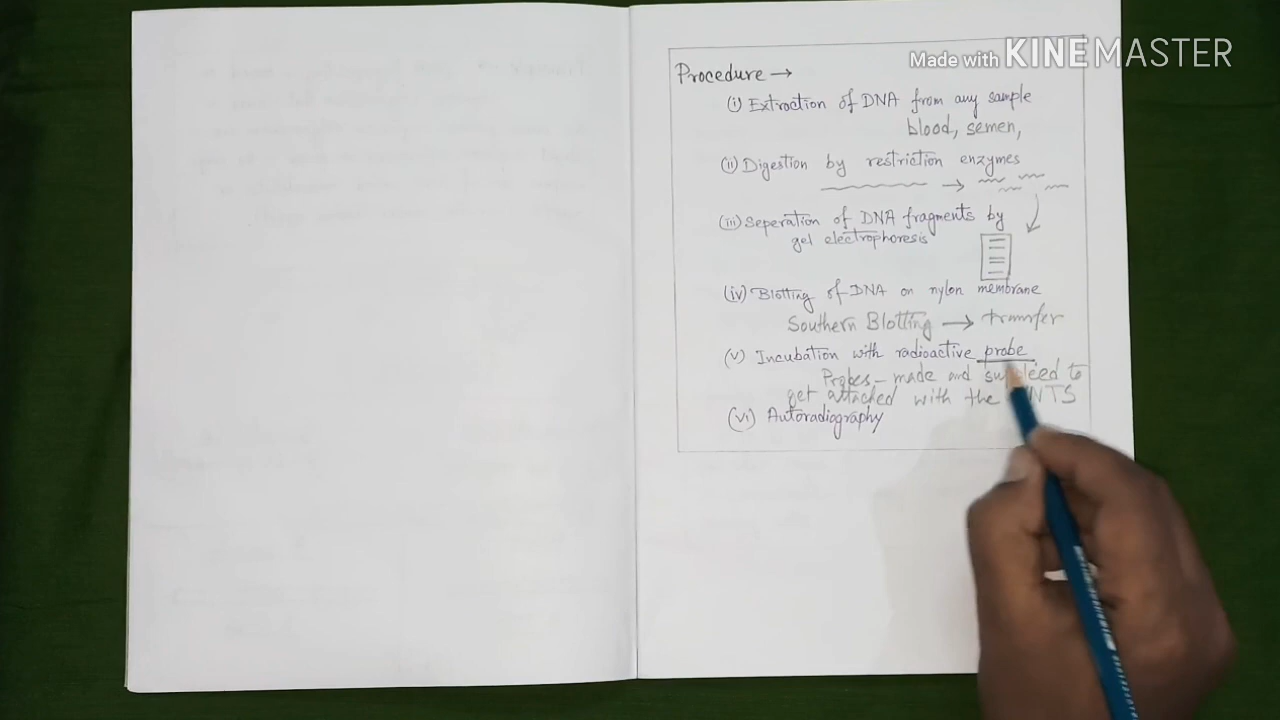 Made with KINEMASTER
Procedure →
(i) Extraction of DNA from any sample
blood, semen,
(ii) Digestion by restriction enzymes
(iii) Seperation of DNA fragments by
gel electrophoresis
(iv) Blotting of DNA on nylon membrane
Southern Blotting → transfer
(v) Incubation with radioactive probe
Probes - made and to
get attached with the
(vi) Autoradiography